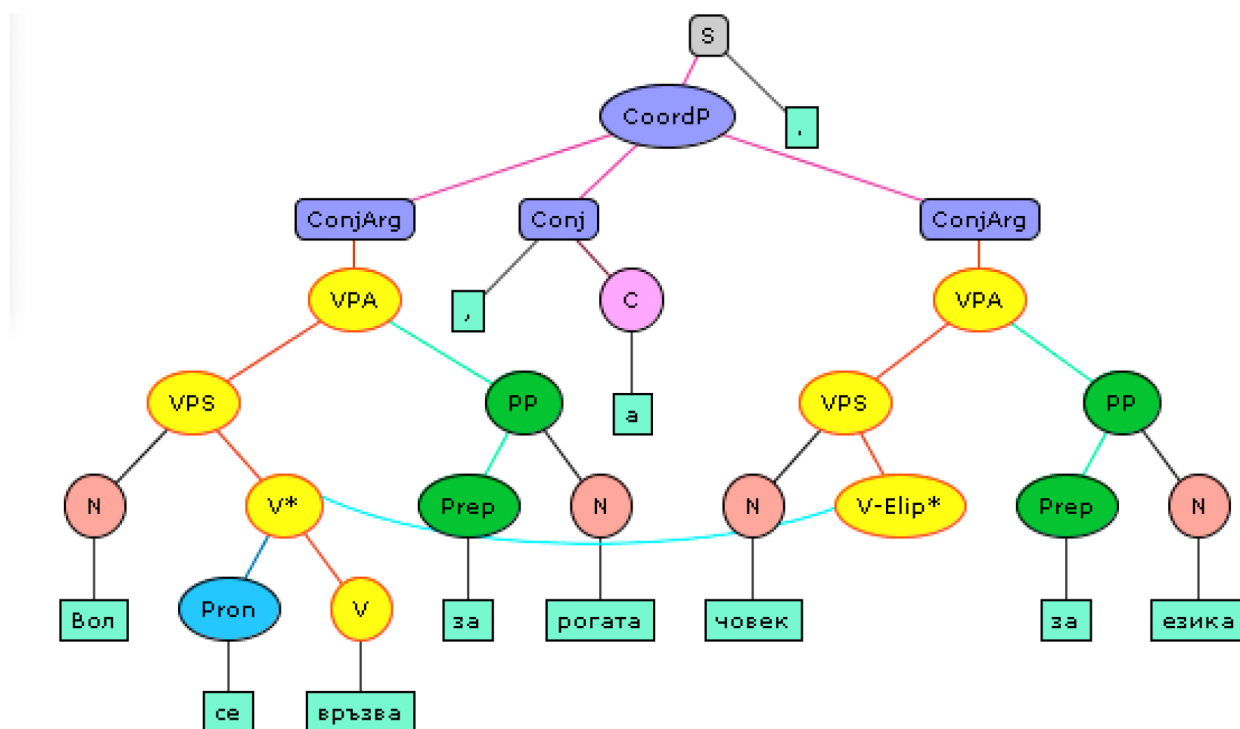 S
CoordP .
ConjArg Conj ConjArg
VPA , C VPA
VPS PP а VPS PP
N V* Prep N N V-Elip* Prep N
Вол Pron V за рогата човек за езика
се връзва